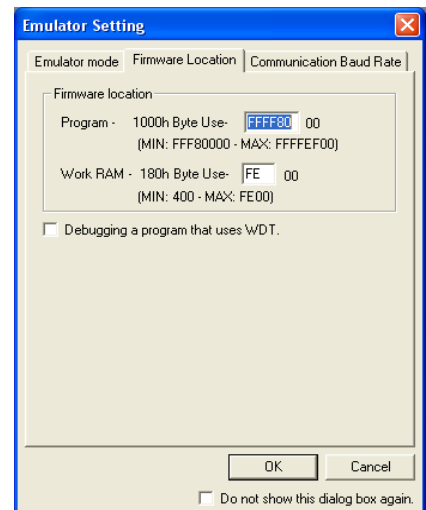 Emulator Setting
Emulator mode Firmware Location Communication Baud Rate
Firmware location
Program - 1000h Byte Use- FFFF80 00
(MIN: FFF80000 - MAX: FFFFEF00)
Work RAM - 180h Byte Use- FE 00
(MIN: 400 - MAX: FE00)
Debugging a program that uses WDT.
OK Cancel
Do not show this dialog box again.